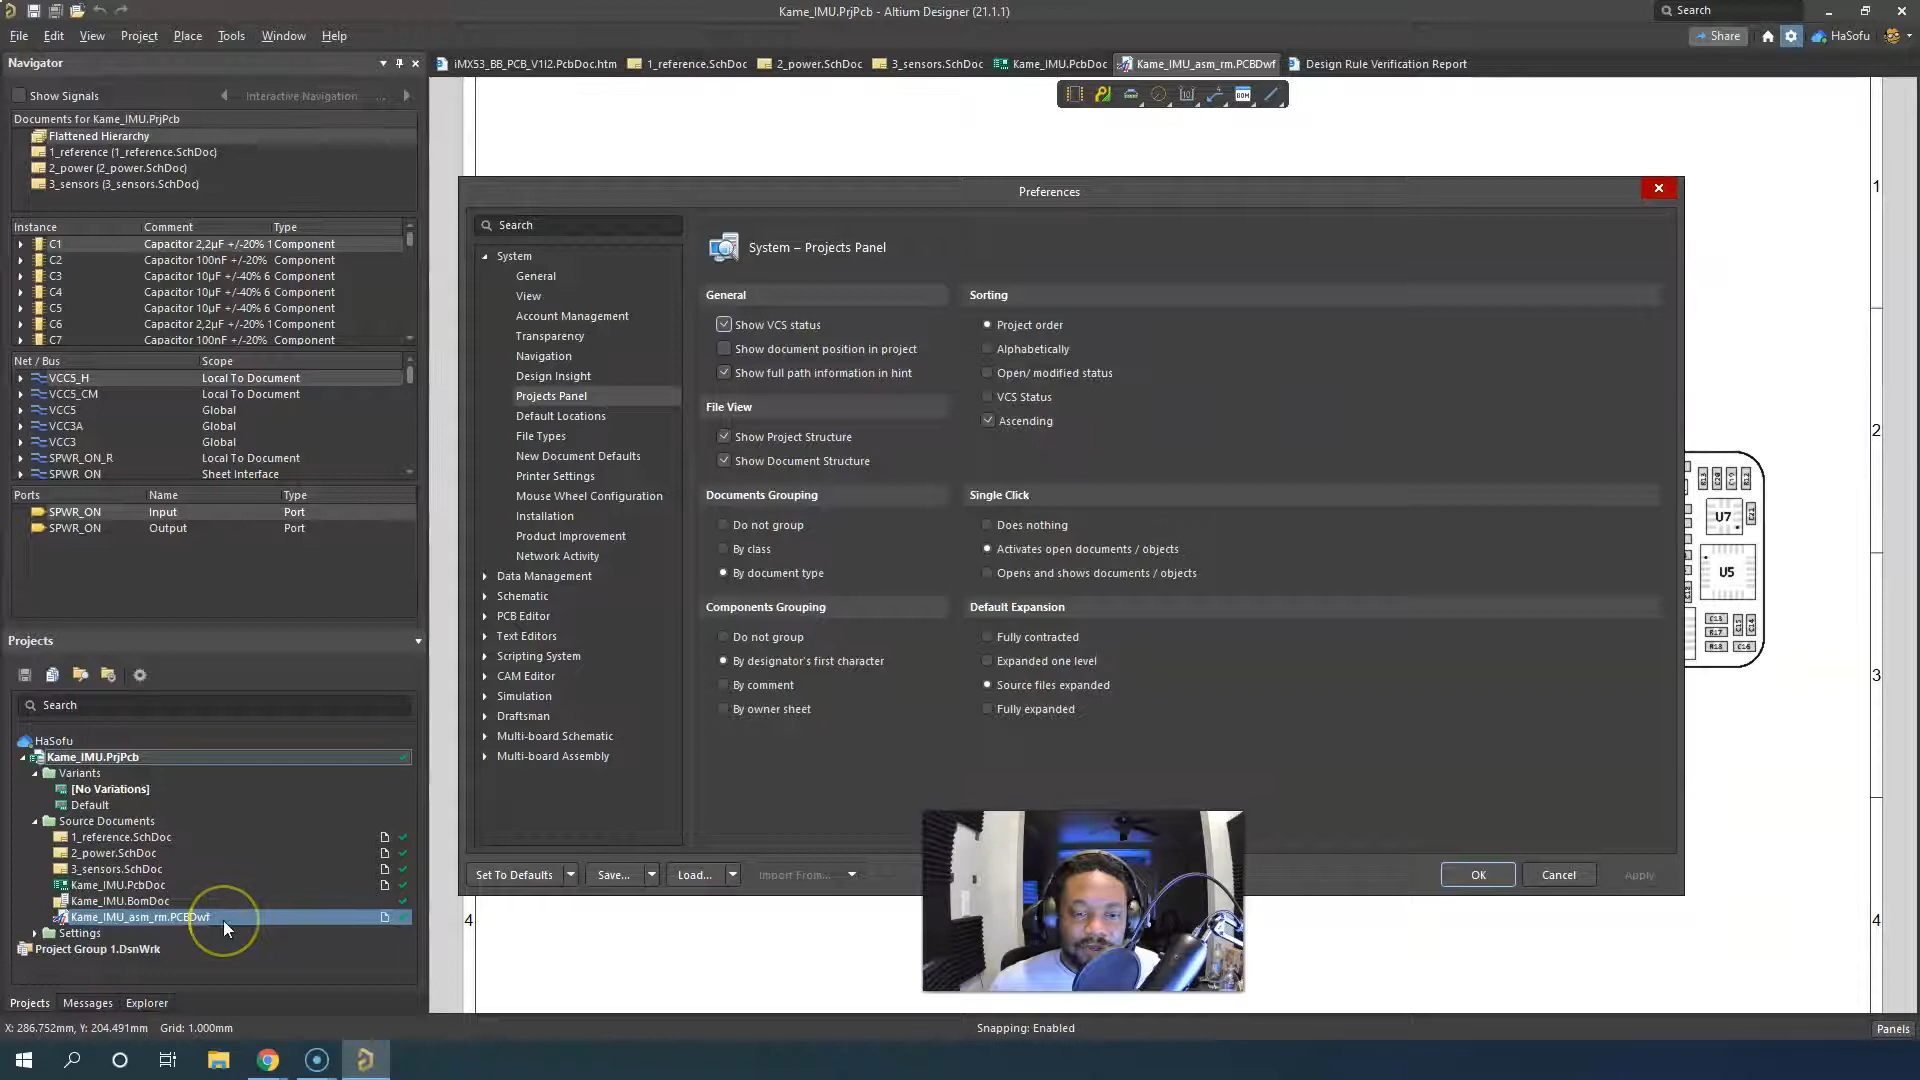 Kame_IMU.PrjPcb - Altium Designer (21.1.1)
Search
File Edit View Project Place Tools Window Help
Share
HaSofu
Navigator
iMX53_BB_PCB_V1I2.PcbDoc.htm
1_reference.SchDoc
2_power.SchDoc
3_sensors.SchDoc
Kame_IMU.PcbDoc
Kame_IMU_asm_rm.PCBDwf
Design Rule Verification Report
Show Signals
Interactive Navigation ...
BOM
Documents for Kame_IMU.PrjPcb
Flattened Hierarchy
1_reference (1_reference.SchDoc)
2_power (2_power.SchDoc)
3_sensors (3_sensors.SchDoc)
Instance Comment Type
C1 Capacitor 2,2µF +/-20% 1 Component
C2 Capacitor 100nF +/-20% Component
C3 Capacitor 10µF +/-40% 6 Component
C4 Capacitor 10µF +/-40% 6 Component
C5 Capacitor 10µF +/-40% 6 Component
C6 Capacitor 2,2µF +/-20% 1 Component
C7 Capacitor 100nF +/-20% Component
Net / Bus Scope
VCC5_H Local To Document
VCC5_CM Local To Document
VCC5 Global
VCC3A Global
VCC3 Global
SPWR_ON_R Local To Document
SPWR_ON Sheet Interface
Ports Name Type
SPWR_ON Input Port
SPWR_ON Output Port
Projects
Search
HaSofu
Kame_IMU.PrjPcb
Variants
[No Variations]
Default
Source Documents
1_reference.SchDoc
2_power.SchDoc
3_sensors.SchDoc
Kame_IMU.PcbDoc
Kame_IMU.BomDoc
Kame_IMU_asm_rm.PCBDwf
Settings
Project Group 1.DsnWrk
Projects Messages Explorer
Preferences
Search
System
General
View
Account Management
Transparency
Navigation
Design Insight
Projects Panel
Default Locations
File Types
New Document Defaults
Printer Settings
Mouse Wheel Configuration
Installation
Product Improvement
Network Activity
Data Management
Schematic
PCB Editor
Text Editors
Scripting System
CAM Editor
Simulation
Draftsman
Multi-board Schematic
Multi-board Assembly
System – Projects Panel
General
Show VCS status
Show document position in project
Show full path information in hint
File View
Show Project Structure
Show Document Structure
Documents Grouping
Do not group
By class
By document type
Components Grouping
Do not group
By designator's first character
By comment
By owner sheet
Sorting
Project order
Alphabetically
Open/ modified status
VCS Status
Ascending
Single Click
Does nothing
Activates open documents / objects
Opens and shows documents / objects
Default Expansion
Fully contracted
Expanded one level
Source files expanded
Fully expanded
Set To Defaults
Save...
Load...
Import From...
OK
Cancel
Apply
1
2
3
4
4
U7
U5
C13
R17
R18
C16
C15
C14
X: 286.752mm, Y: 204.491mm Grid: 1.000mm
Snapping: Enabled
Panels